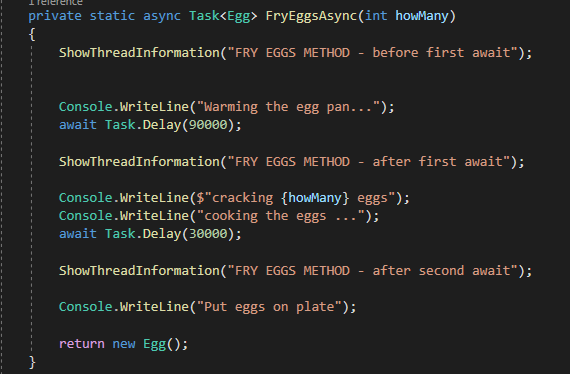 1 reference
private static async Task<Egg> FryEggsAsync(int howMany)
{
ShowThreadInformation("FRY EGGS METHOD - before first await");
Console.WriteLine("Warming the egg pan...");
await Task.Delay(90000);
ShowThreadInformation("FRY EGGS METHOD - after first await");
Console.WriteLine($"cracking {howMany} eggs");
Console.WriteLine("cooking the eggs ...");
await Task.Delay(30000);
ShowThreadInformation("FRY EGGS METHOD - after second await");
Console.WriteLine("Put eggs on plate");
return new Egg();
}